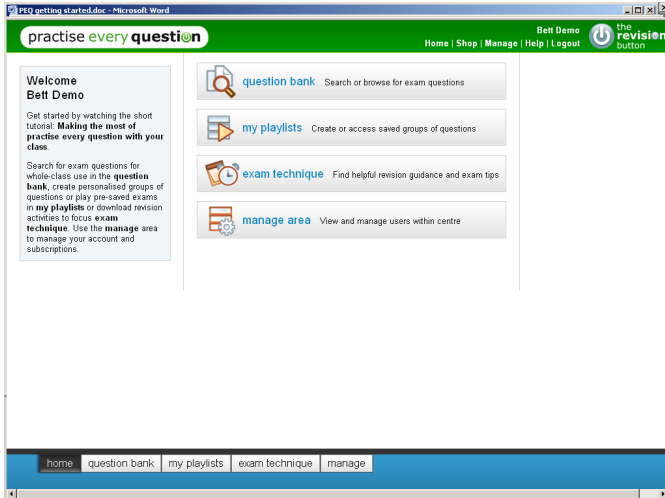 PEQ getting started.doc - Microsoft Word
practise every question
Bett Demo
Home | Shop | Manage | Help | Logout
the
revision
button
Welcome
Bett Demo
Get started by watching the short
tutorial: Making the most of
practise every question with your
class.
Search for exam questions for
whole-class use in the question
bank, create personalised groups of
questions or play pre-saved exams
in my playlists or download revision
activities to focus exam
technique. Use the manage area
to manage your account and
subscriptions.
question bank Search or browse for exam questions
my playlists Create or access saved groups of questions
exam technique Find helpful revision guidance and exam tips
manage area View and manage users within centre
home question bank my playlists exam technique manage